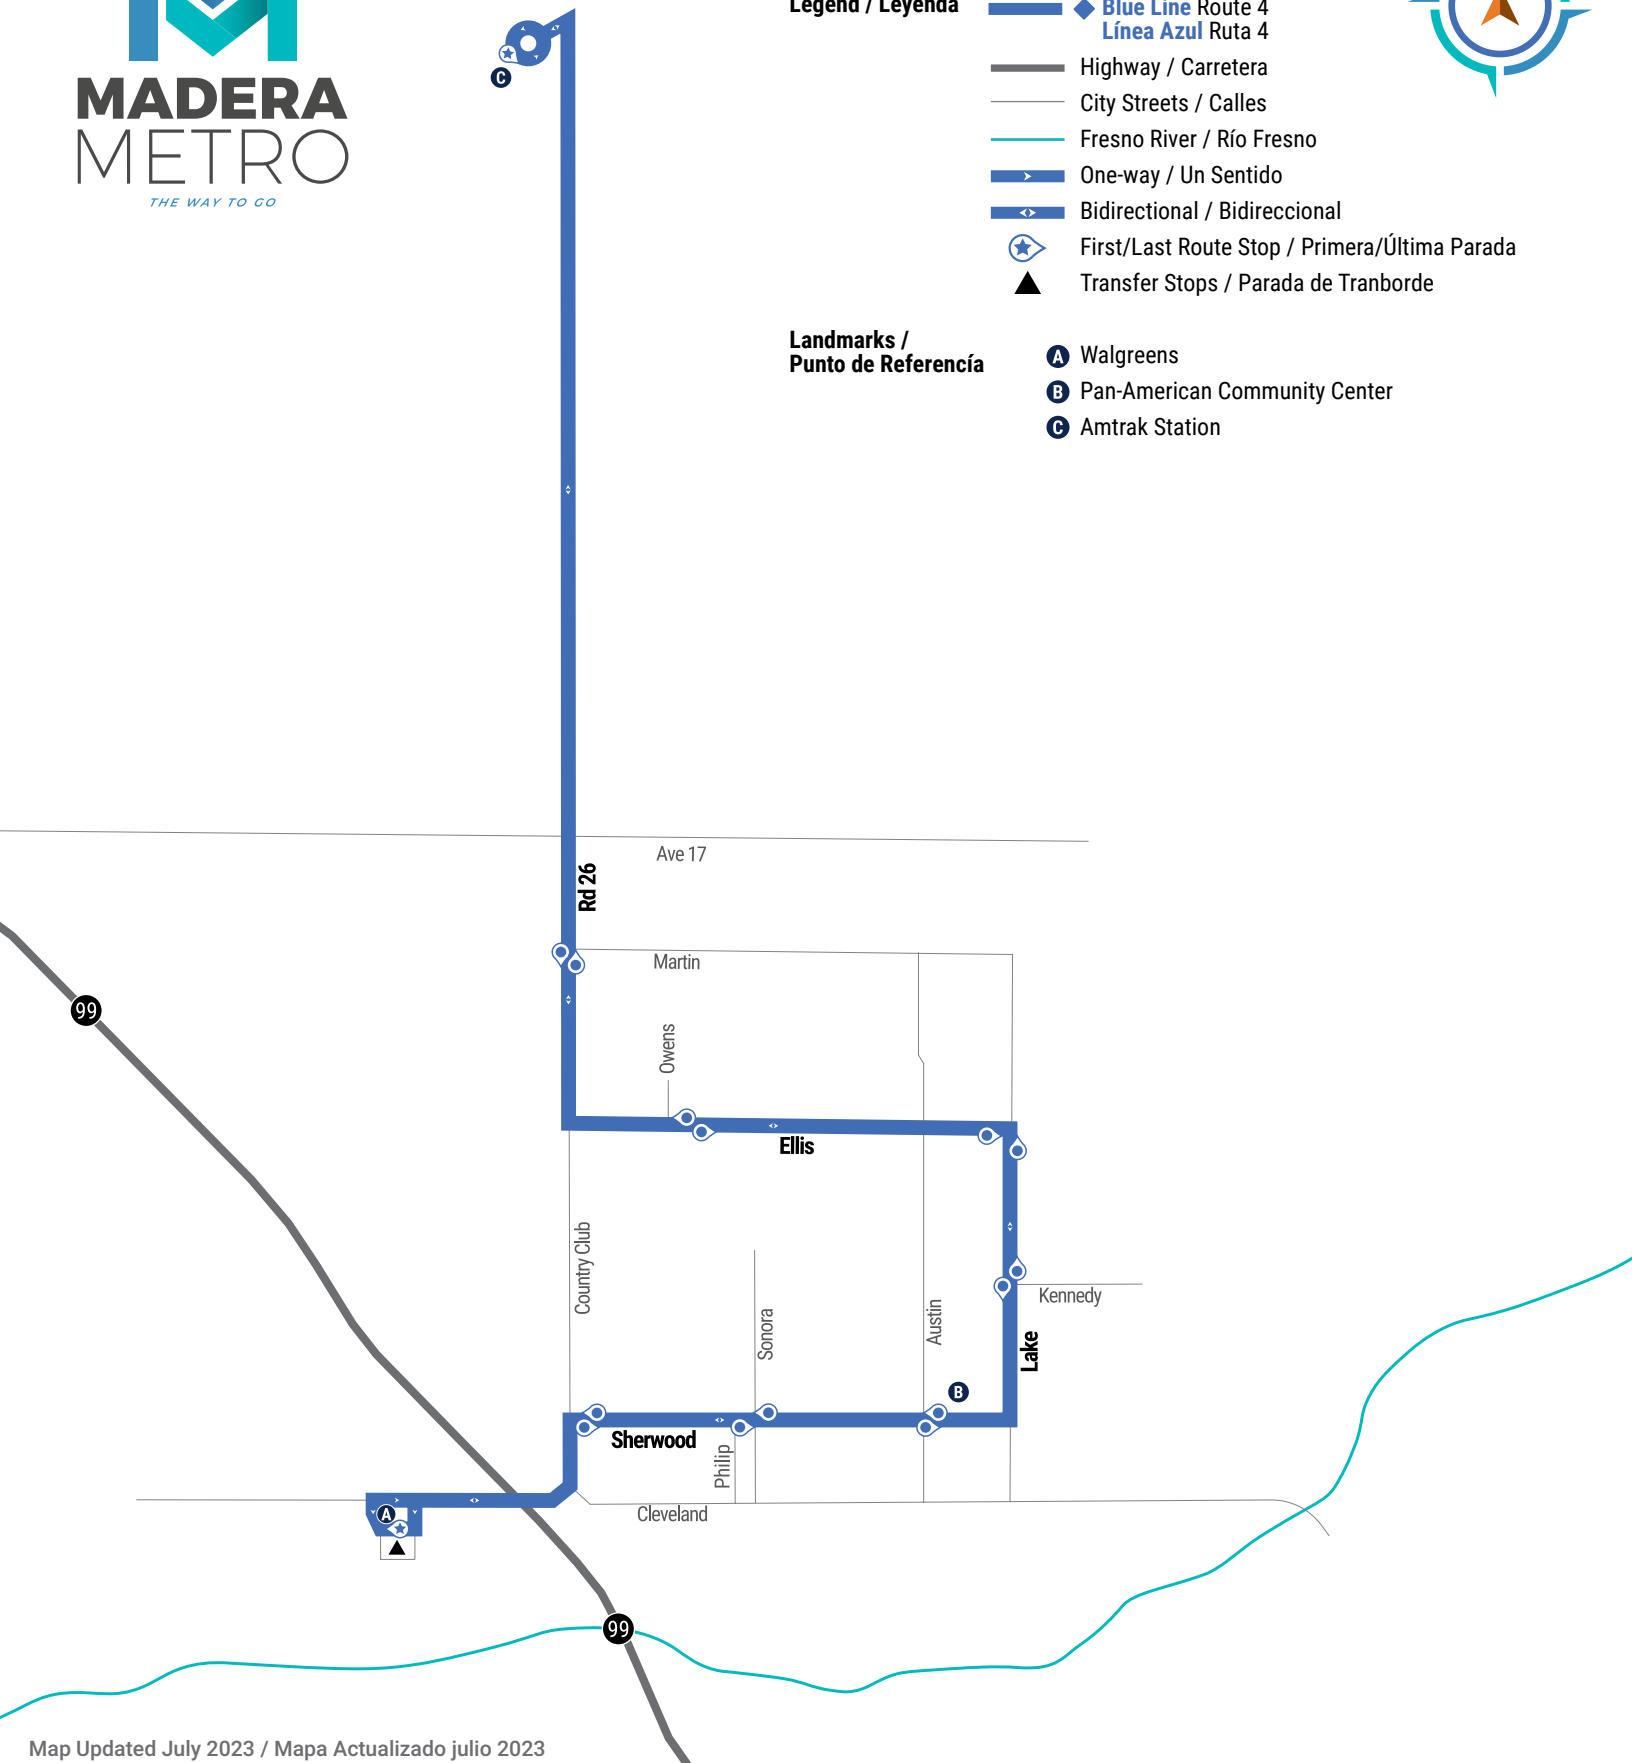 MADERA
METRO
THE WAY TO GO
Legend / Leyenda
Blue Line Route 4
Línea Azul Ruta 4
Highway / Carretera
City Streets / Calles
Fresno River / Río Fresno
One-way / Un Sentido
Bidirectional / Bidireccional
First/Last Route Stop / Primera/Última Parada
Transfer Stops / Parada de Tranborde
Landmarks /
Punto de Referencía
A Walgreens
B Pan-American Community Center
C Amtrak Station
C
Ave 17
Rd 26
Martin
99
Owens
Ellis
Country Club
Sonora
Austin
Kennedy
Lake
B
Sherwood
Philip
A
Cleveland
99
Map Updated July 2023 / Mapa Actualizado julio 2023